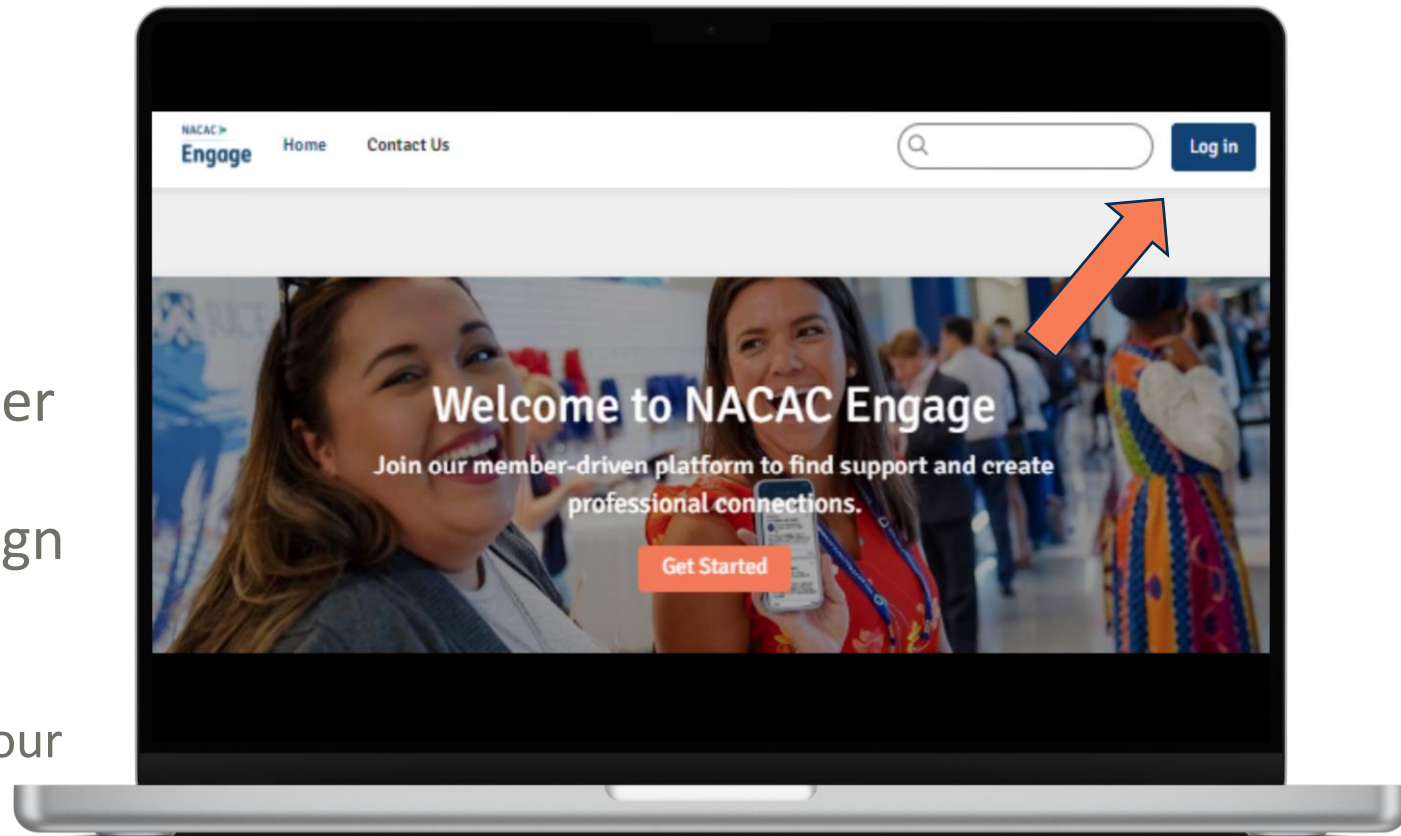 NACAC
Engage
Home
Contact Us
Log in
RICE
Welcome to NACAC Engage
Join our member-driven platform to find support and create
professional connections.
Get Started
er
gn
our